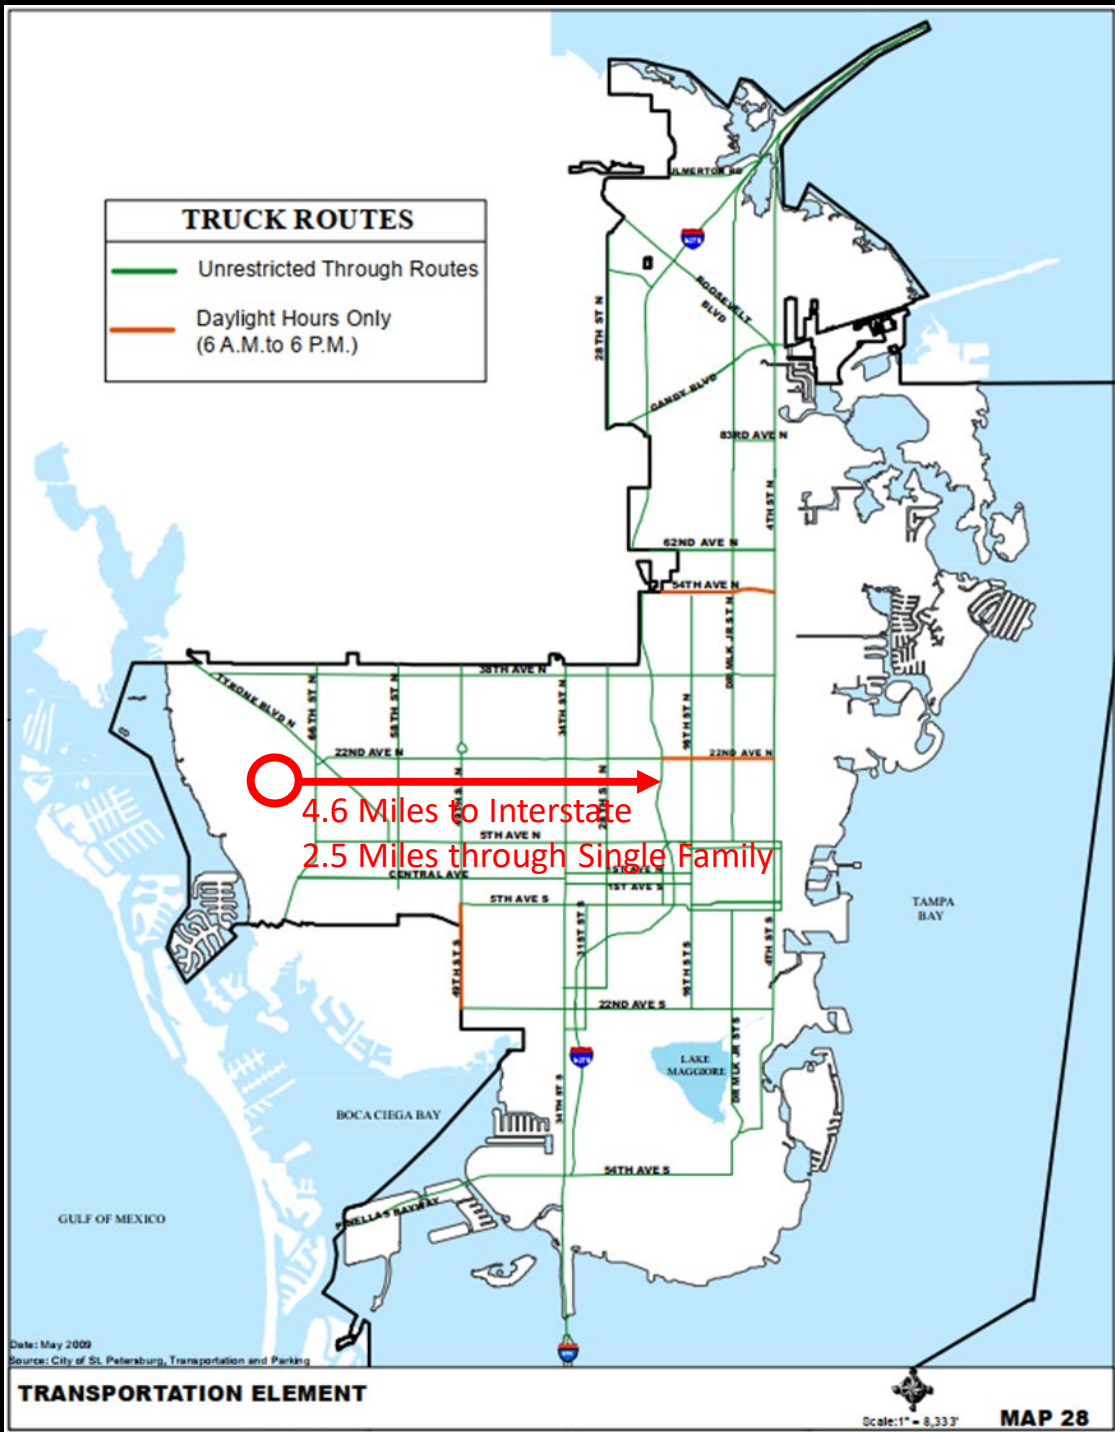 ULMERTON RD
TRUCK ROUTES
Unrestricted Through Routes
Daylight Hours Only
(6 A.M.to 6 P.M.)
ROOSEVELT
BLVD
28TH ST N
GANDY BLVD
83RD AVE N
4TH ST N
62ND AVE N
54TH AVE N
DR MLK JR ST N
38TH AVE N
TYRONE BLVD N
66TH ST N
58TH ST N
34TH ST N
16TH ST N
22ND AVE N
22ND AVE N
49TH ST N
28TH ST N
4.6 Miles to Interstate
5TH AVE N
2.5 Miles through Single Family
1ST AVE N
CENTRAL AVE
1ST AVE S
5TH AVE S
TAMPA
BAY
31ST ST S
49TH ST S
16TH ST S
4TH ST S
22ND AVE S
LAKE
MAGGIORE
DR MLK JR ST S
34TH ST S
BOCA CIEGA BAY
54TH AVE S
PINELLAS BAYWAY
GULF OF MEXICO
Date: May 2009
Source: City of St. Petersburg, Transportation and Parking
TRANSPORTATION ELEMENT
Scale:1" = 8,333'
MAP 28